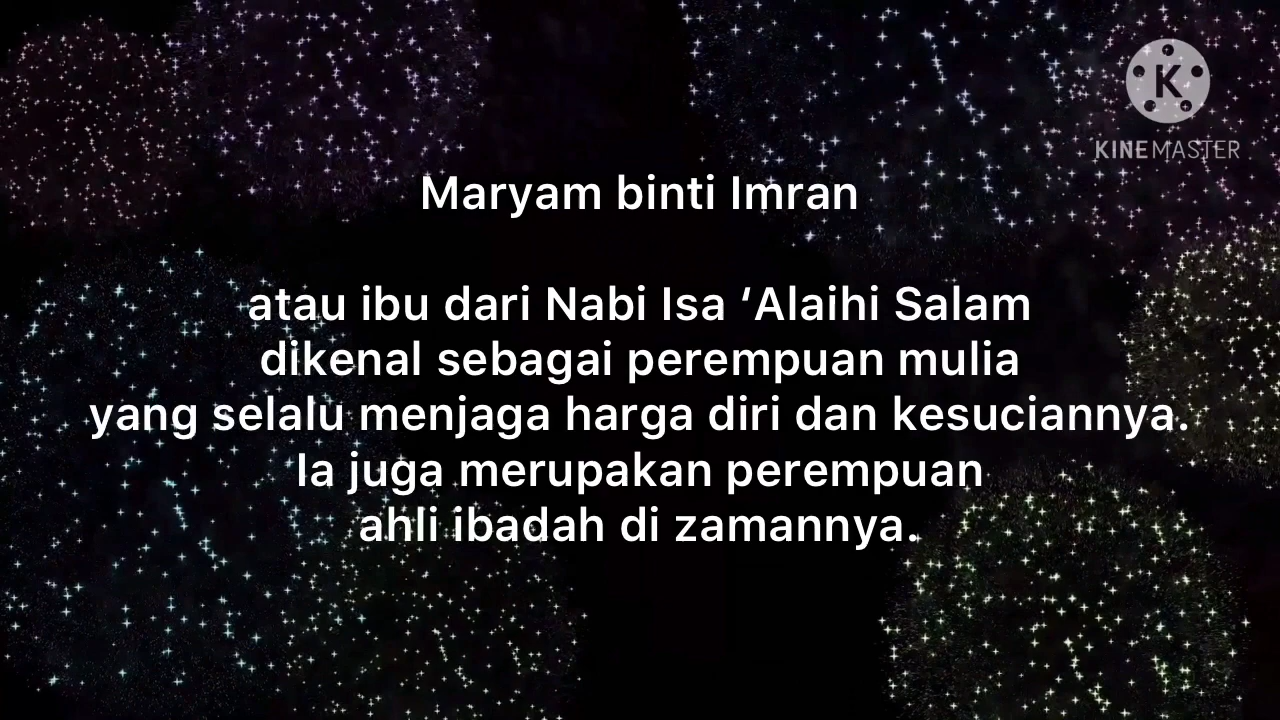 K
KINEMASTER
Maryam binti Imran
atau ibu dari Nabi Isa ‘Alaihi Salam
dikenal sebagai perempuan mulia
yang selalu menjaga harga diri dan kesuciannya.
Ia juga merupakan perempuan
ahli ibadah di zamannya.